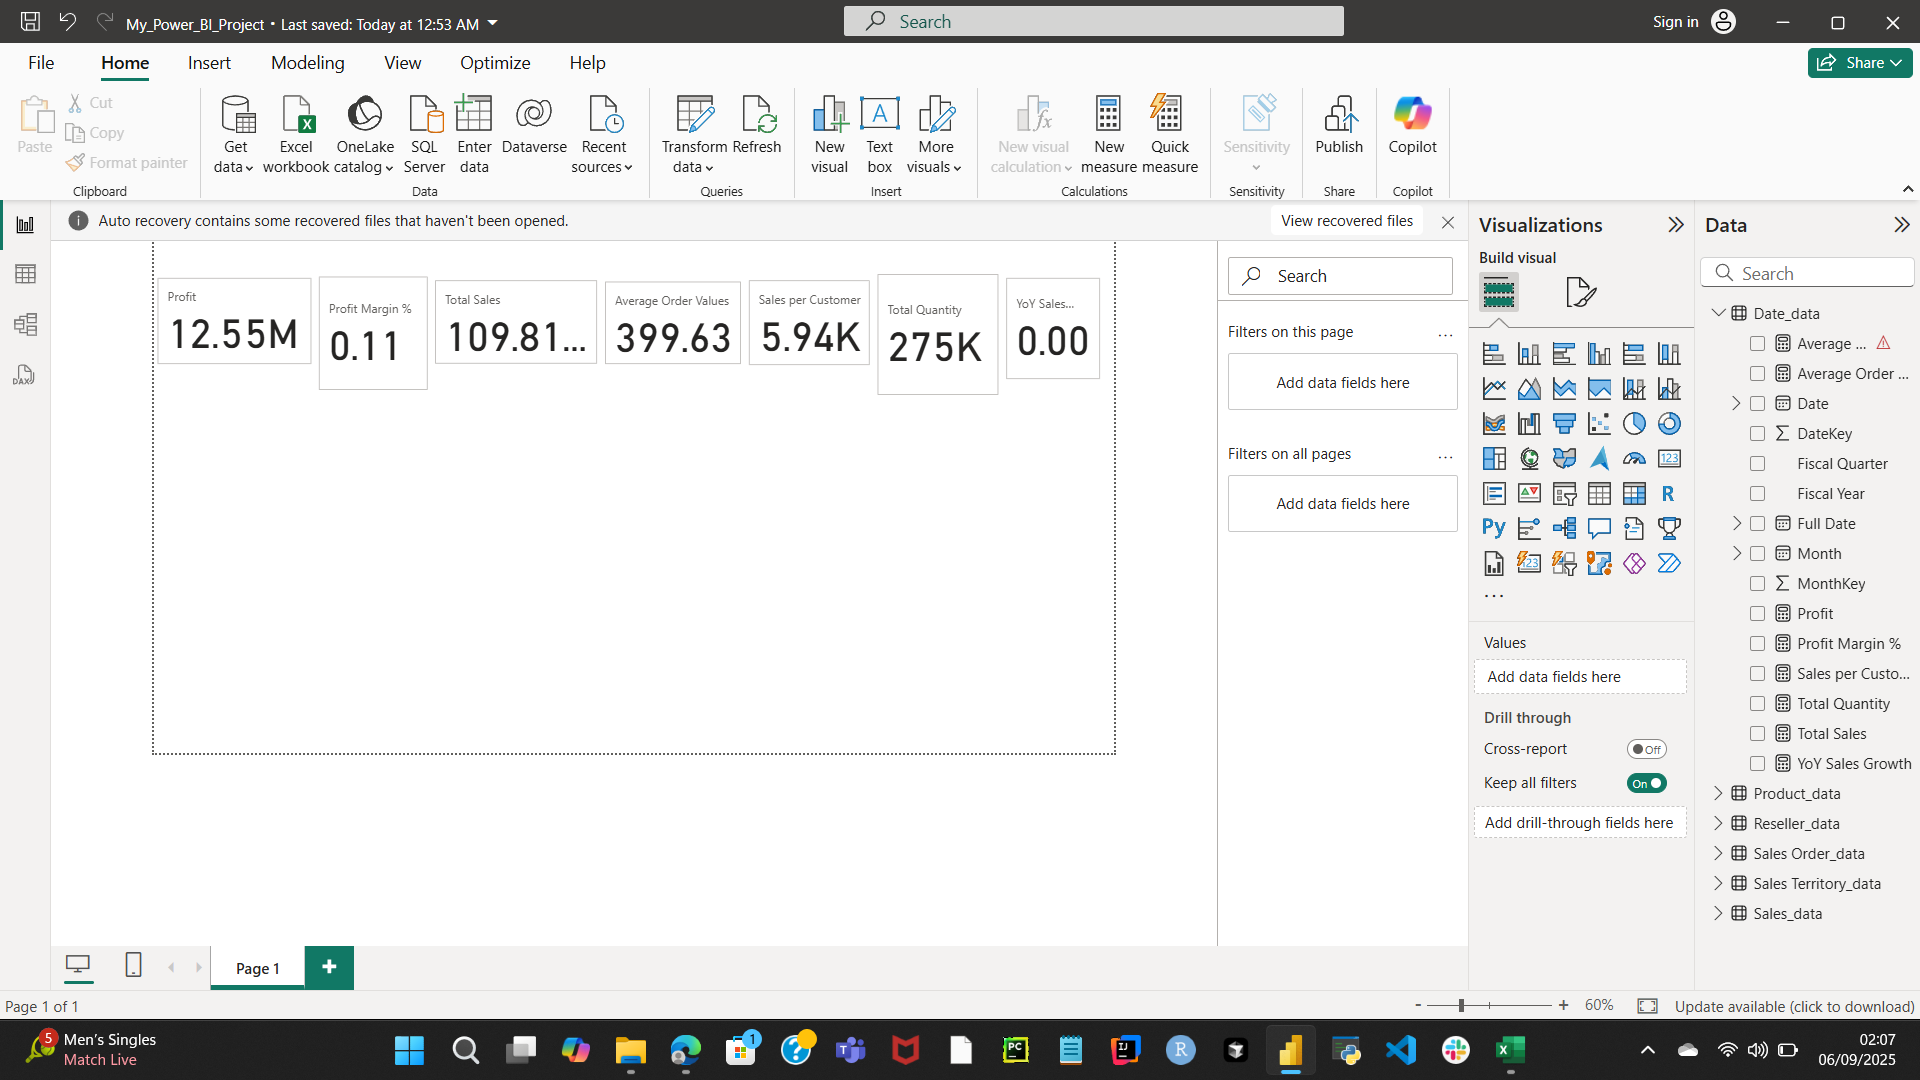 My_Power_BI_Project • Last saved: Today at 12:53 AM
Search
Sign in
File
Home
Insert
Modeling
View
Optimize
Help
Share
Paste
Cut
Copy
Format painter
Clipboard
Get data
Excel workbook
OneLake catalog
SQL Server
Enter data
Dataverse
Recent sources
Data
Transform data
Refresh
Queries
New visual
Text box
More visuals
Insert
New visual calculation
New measure
Quick measure
Calculations
Sensitivity
Sensitivity
Publish
Share
Copilot
Copilot
Auto recovery contains some recovered files that haven't been opened.
View recovered files
Profit
12.55M
Profit Margin %
0.11
Total Sales
109.81...
Average Order Values
399.63
Sales per Customer
5.94K
Total Quantity
275K
YoY Sales...
0.00
Search
Filters on this page
...
Add data fields here
Filters on all pages
...
Add data fields here
Visualizations
Build visual
123
R
Py
123
...
Values
Add data fields here
Drill through
Cross-report
Off
Keep all filters
On
Add drill-through fields here
Data
Search
Date_data
Average ...
Average Order ...
Date
DateKey
Fiscal Quarter
Fiscal Year
Full Date
Month
MonthKey
Profit
Profit Margin %
Sales per Custo...
Total Quantity
Total Sales
YoY Sales Growth
Product_data
Reseller_data
Sales Order_data
Sales Territory_data
Sales_data
Page 1
Page 1 of 1
- + 60%
Update available (click to download)
5
Men's Singles
Match Live
1
PC
IJ
R
02:07
06/09/2025